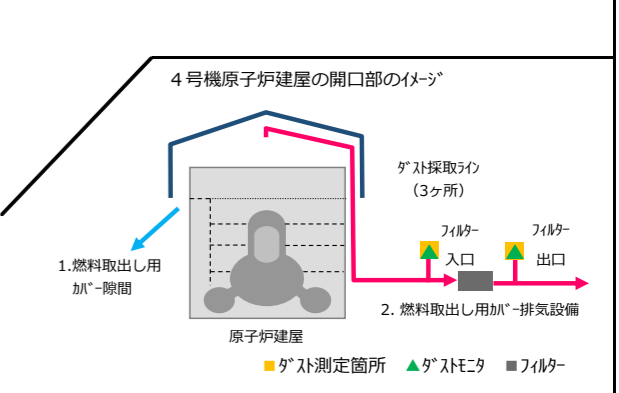 ４号機原子炉建屋の開口部のｲﾒｰｼﾞ
ﾀﾞｽﾄ採取ﾗｲﾝ
（3ヶ所）
ﾌｨﾙﾀｰ
入口
ﾌｨﾙﾀｰ
出口
1.燃料取出し用
ｶﾊﾞｰ隙間
2. 燃料取出し用ｶﾊﾞｰ排気設備
原子炉建屋
■ﾀﾞｽﾄ測定箇所 ▲ﾀﾞｽﾄﾓﾆﾀ ■ﾌｨﾙﾀｰ